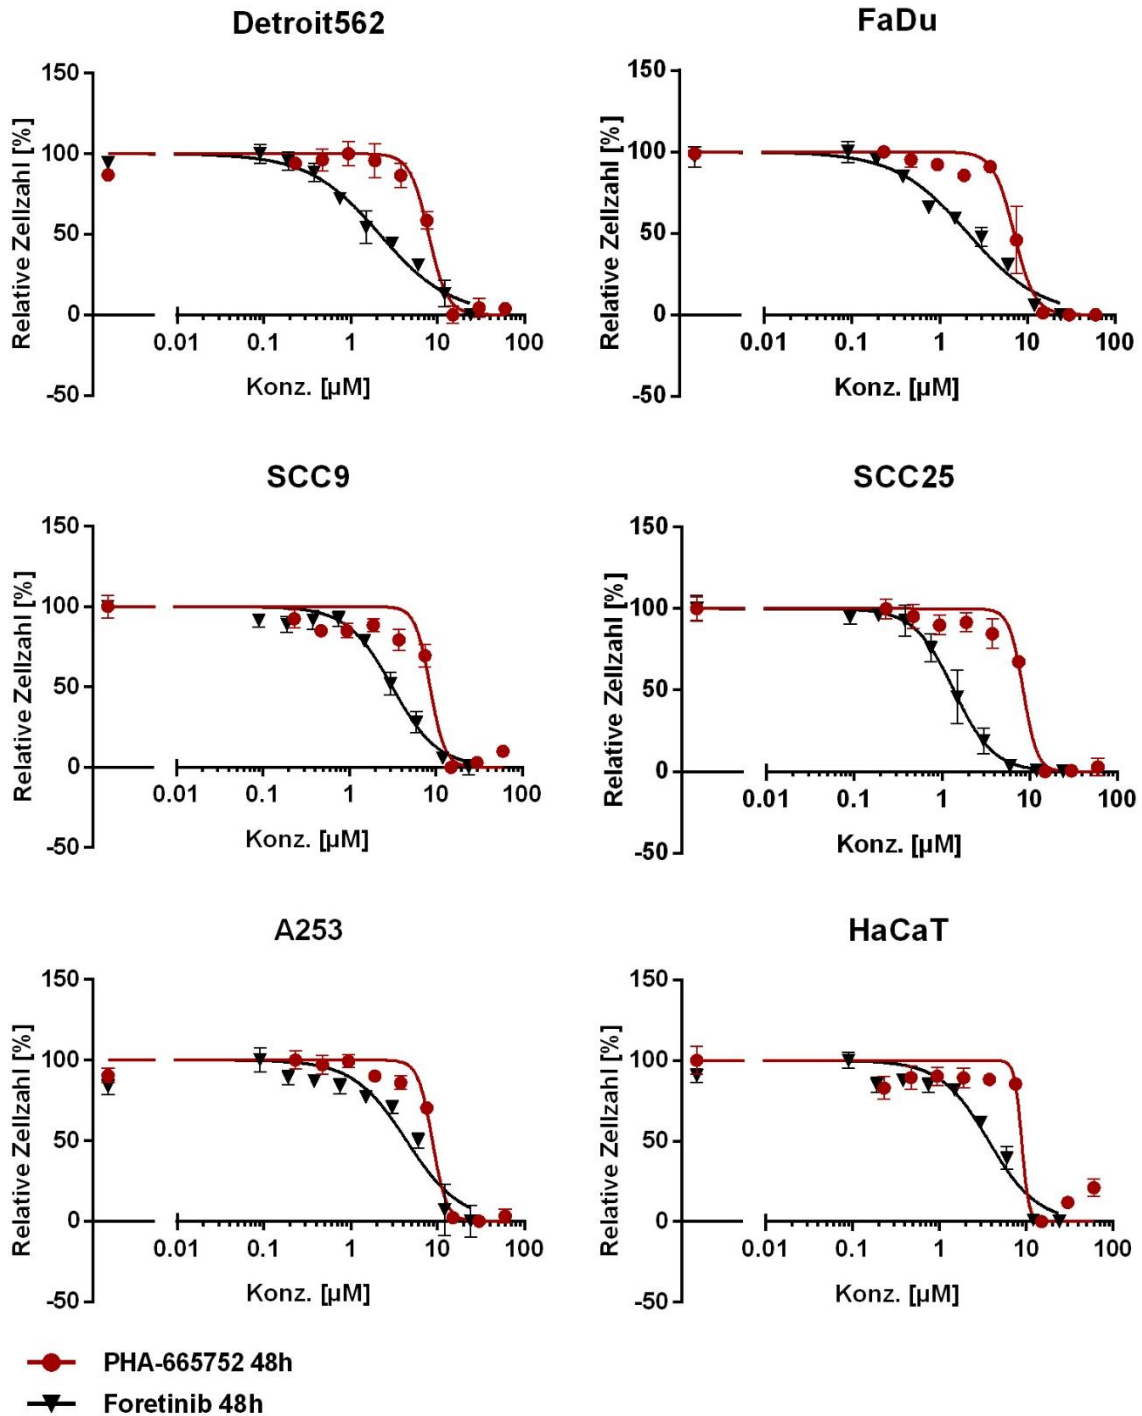 Detroit562
FaDu
150
100
50
0
-50
Relative Zellzahl [%]
0.01 0.1 1 10 100
Konz. [µM]
150
100
50
0
-50
Relative Zellzahl [%]
0.01 0.1 1 10 100
Konz. [µM]
SCC9
SCC25
150
100
50
0
-50
Relative Zellzahl [%]
0.01 0.1 1 10 100
Konz. [µM]
150
100
50
0
-50
Relative Zellzahl [%]
0.01 0.1 1 10 100
Konz. [µM]
A253
HaCaT
150
100
50
0
-50
Relative Zellzahl [%]
0.01 0.1 1 10 100
Konz. [µM]
150
100
50
0
-50
Relative Zellzahl [%]
0.01 0.1 1 10 100
Konz. [µM]
PHA-665752 48h
Foretinib 48h